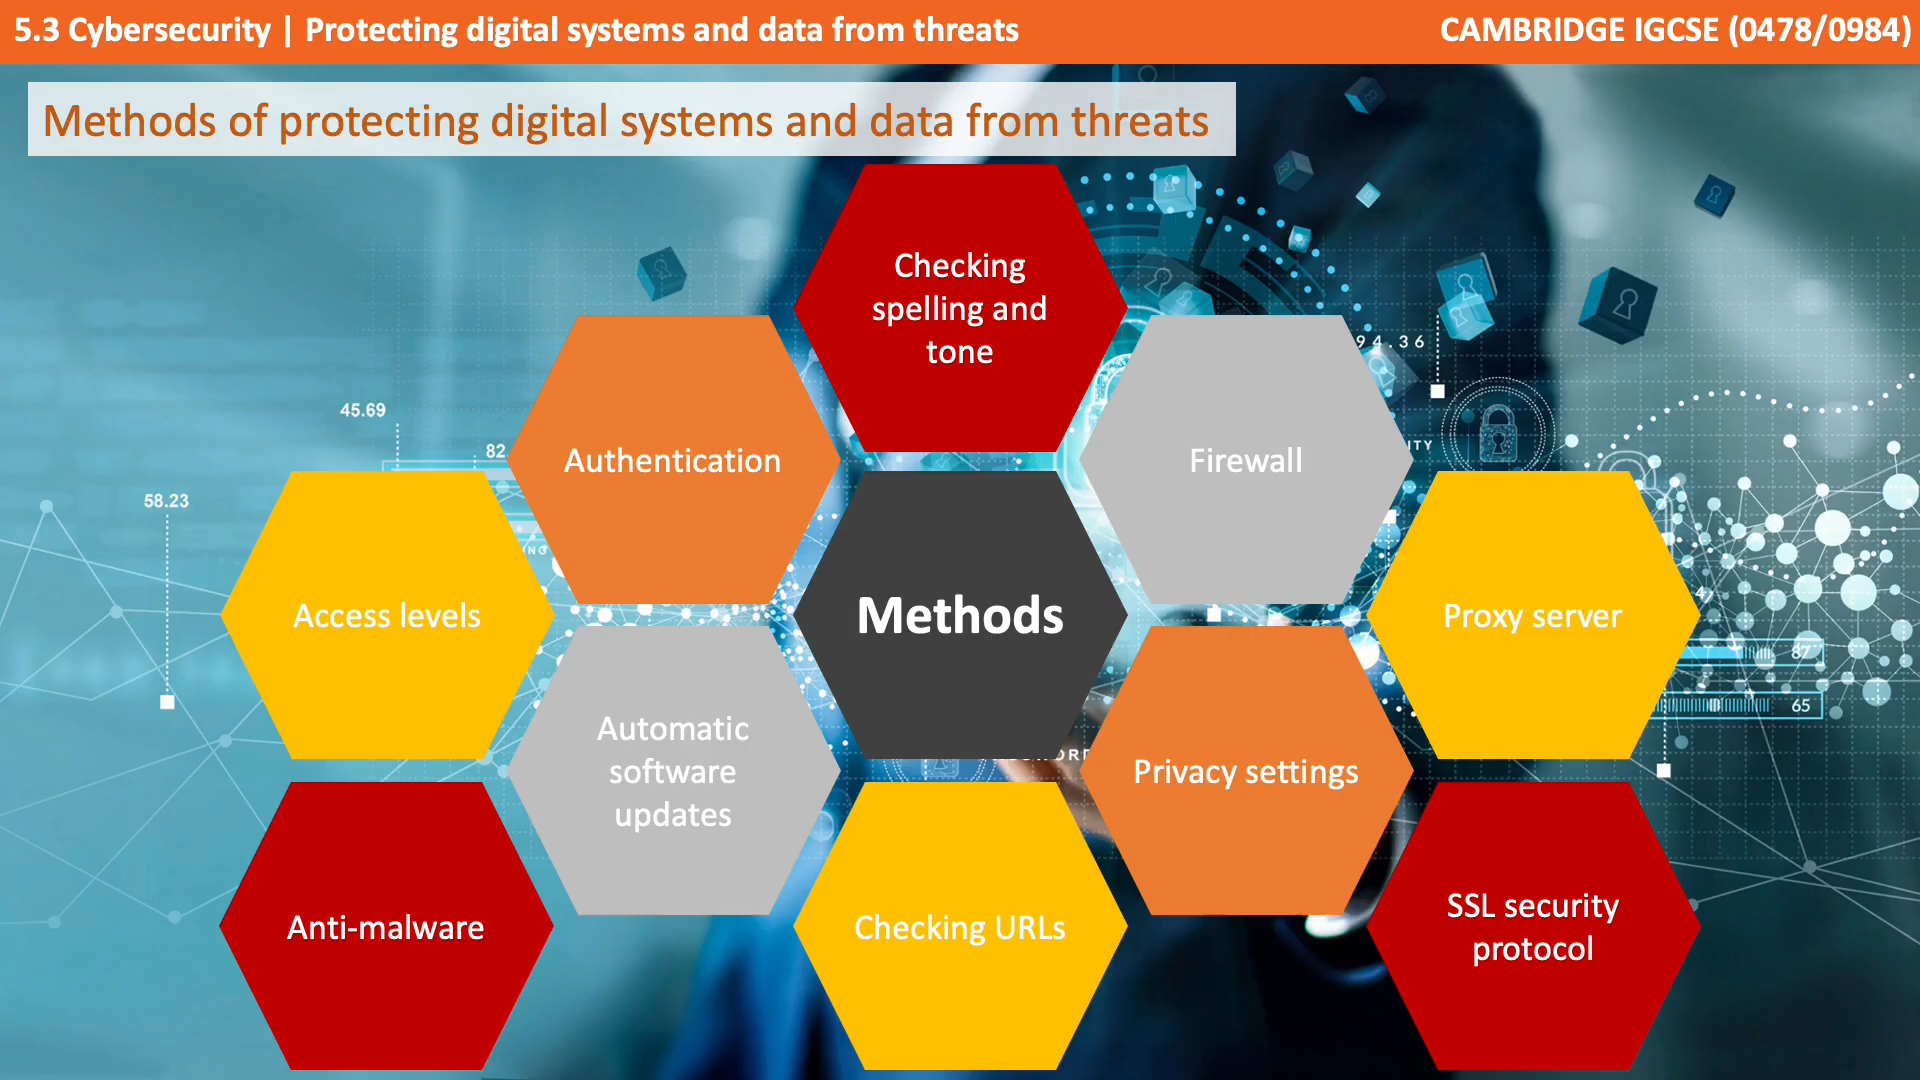 5.3 Cybersecurity | Protecting digital systems and data from threats
CAMBRIDGE IGCSE (0478/0984)
Methods of protecting digital systems and data from threats
Checking
spelling and
tone
Authentication
Firewall
Access levels
Methods
Proxy server
Automatic
software
updates
Privacy settings
Anti-malware
Checking URLs
SSL security
protocol
45.69
82
58.23
94.36
87
65